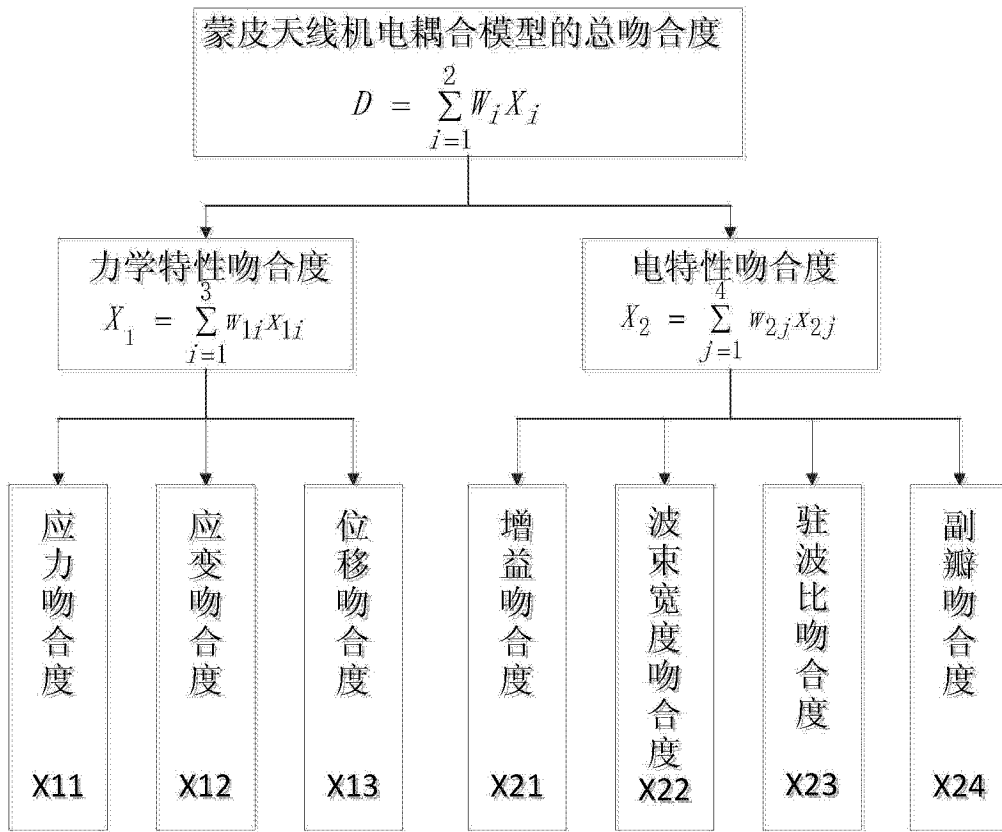 蒙皮天线机电耦合模型的总吻合度
D = \sum_{i=1}^{2} W_i X_i
力学特性吻合度
X_1 = \sum_{i=1}^{3} w_{1i} x_{1i}
电特性吻合度
X_2 = \sum_{j=1}^{4} w_{2j} x_{2j}
应力吻合度
X11
应变吻合度
X12
位移吻合度
X13
增益吻合度
X21
波束宽度吻合度
X22
驻波比吻合度
X23
副瓣吻合度
X24